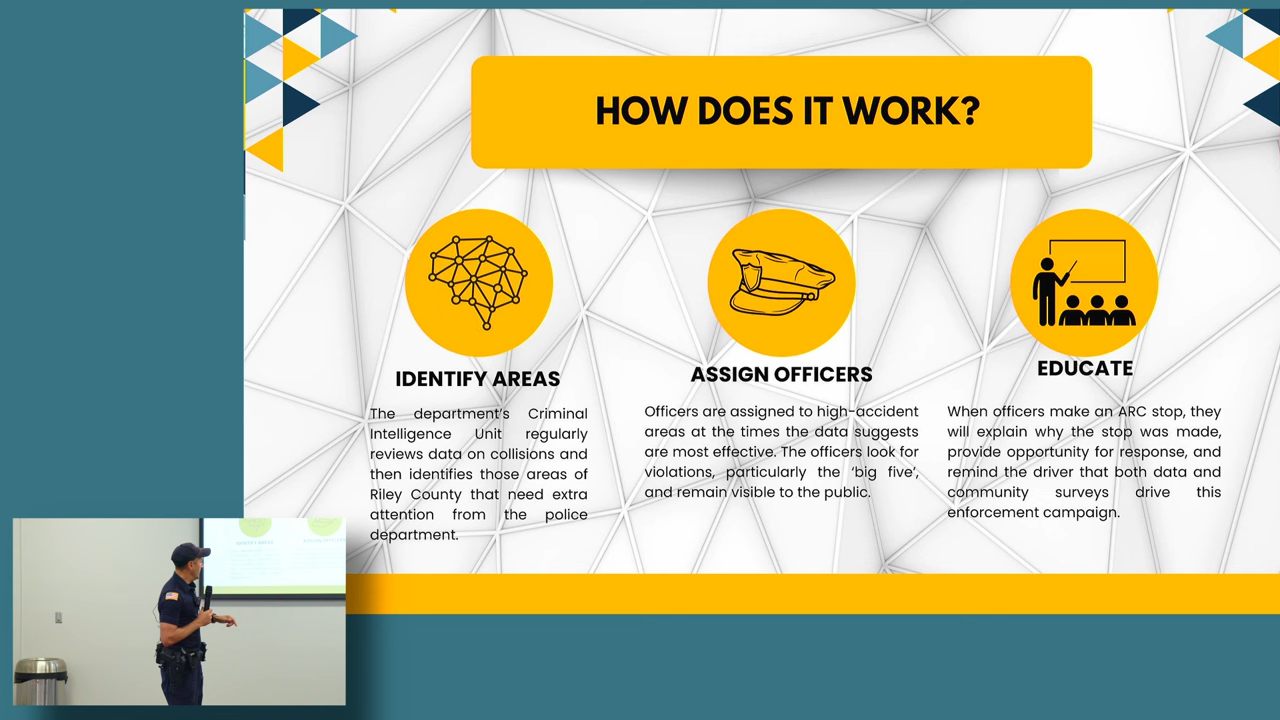 HOW DOES IT WORK?
IDENTIFY AREAS
The department's Criminal
Intelligence Unit regularly
reviews data on collisions and
then identifies those areas of
Riley County that need extra
attention from the police
department.
ASSIGN OFFICERS
Officers are assigned to high-accident
areas at the times the data suggests
are most effective. The officers look for
violations, particularly the 'big five',
and remain visible to the public.
EDUCATE
When officers make an ARC stop, they
will explain why the stop was made,
provide opportunity for response, and
remind the driver that both data and
community surveys drive this
enforcement campaign.
IDENTIFY AREAS